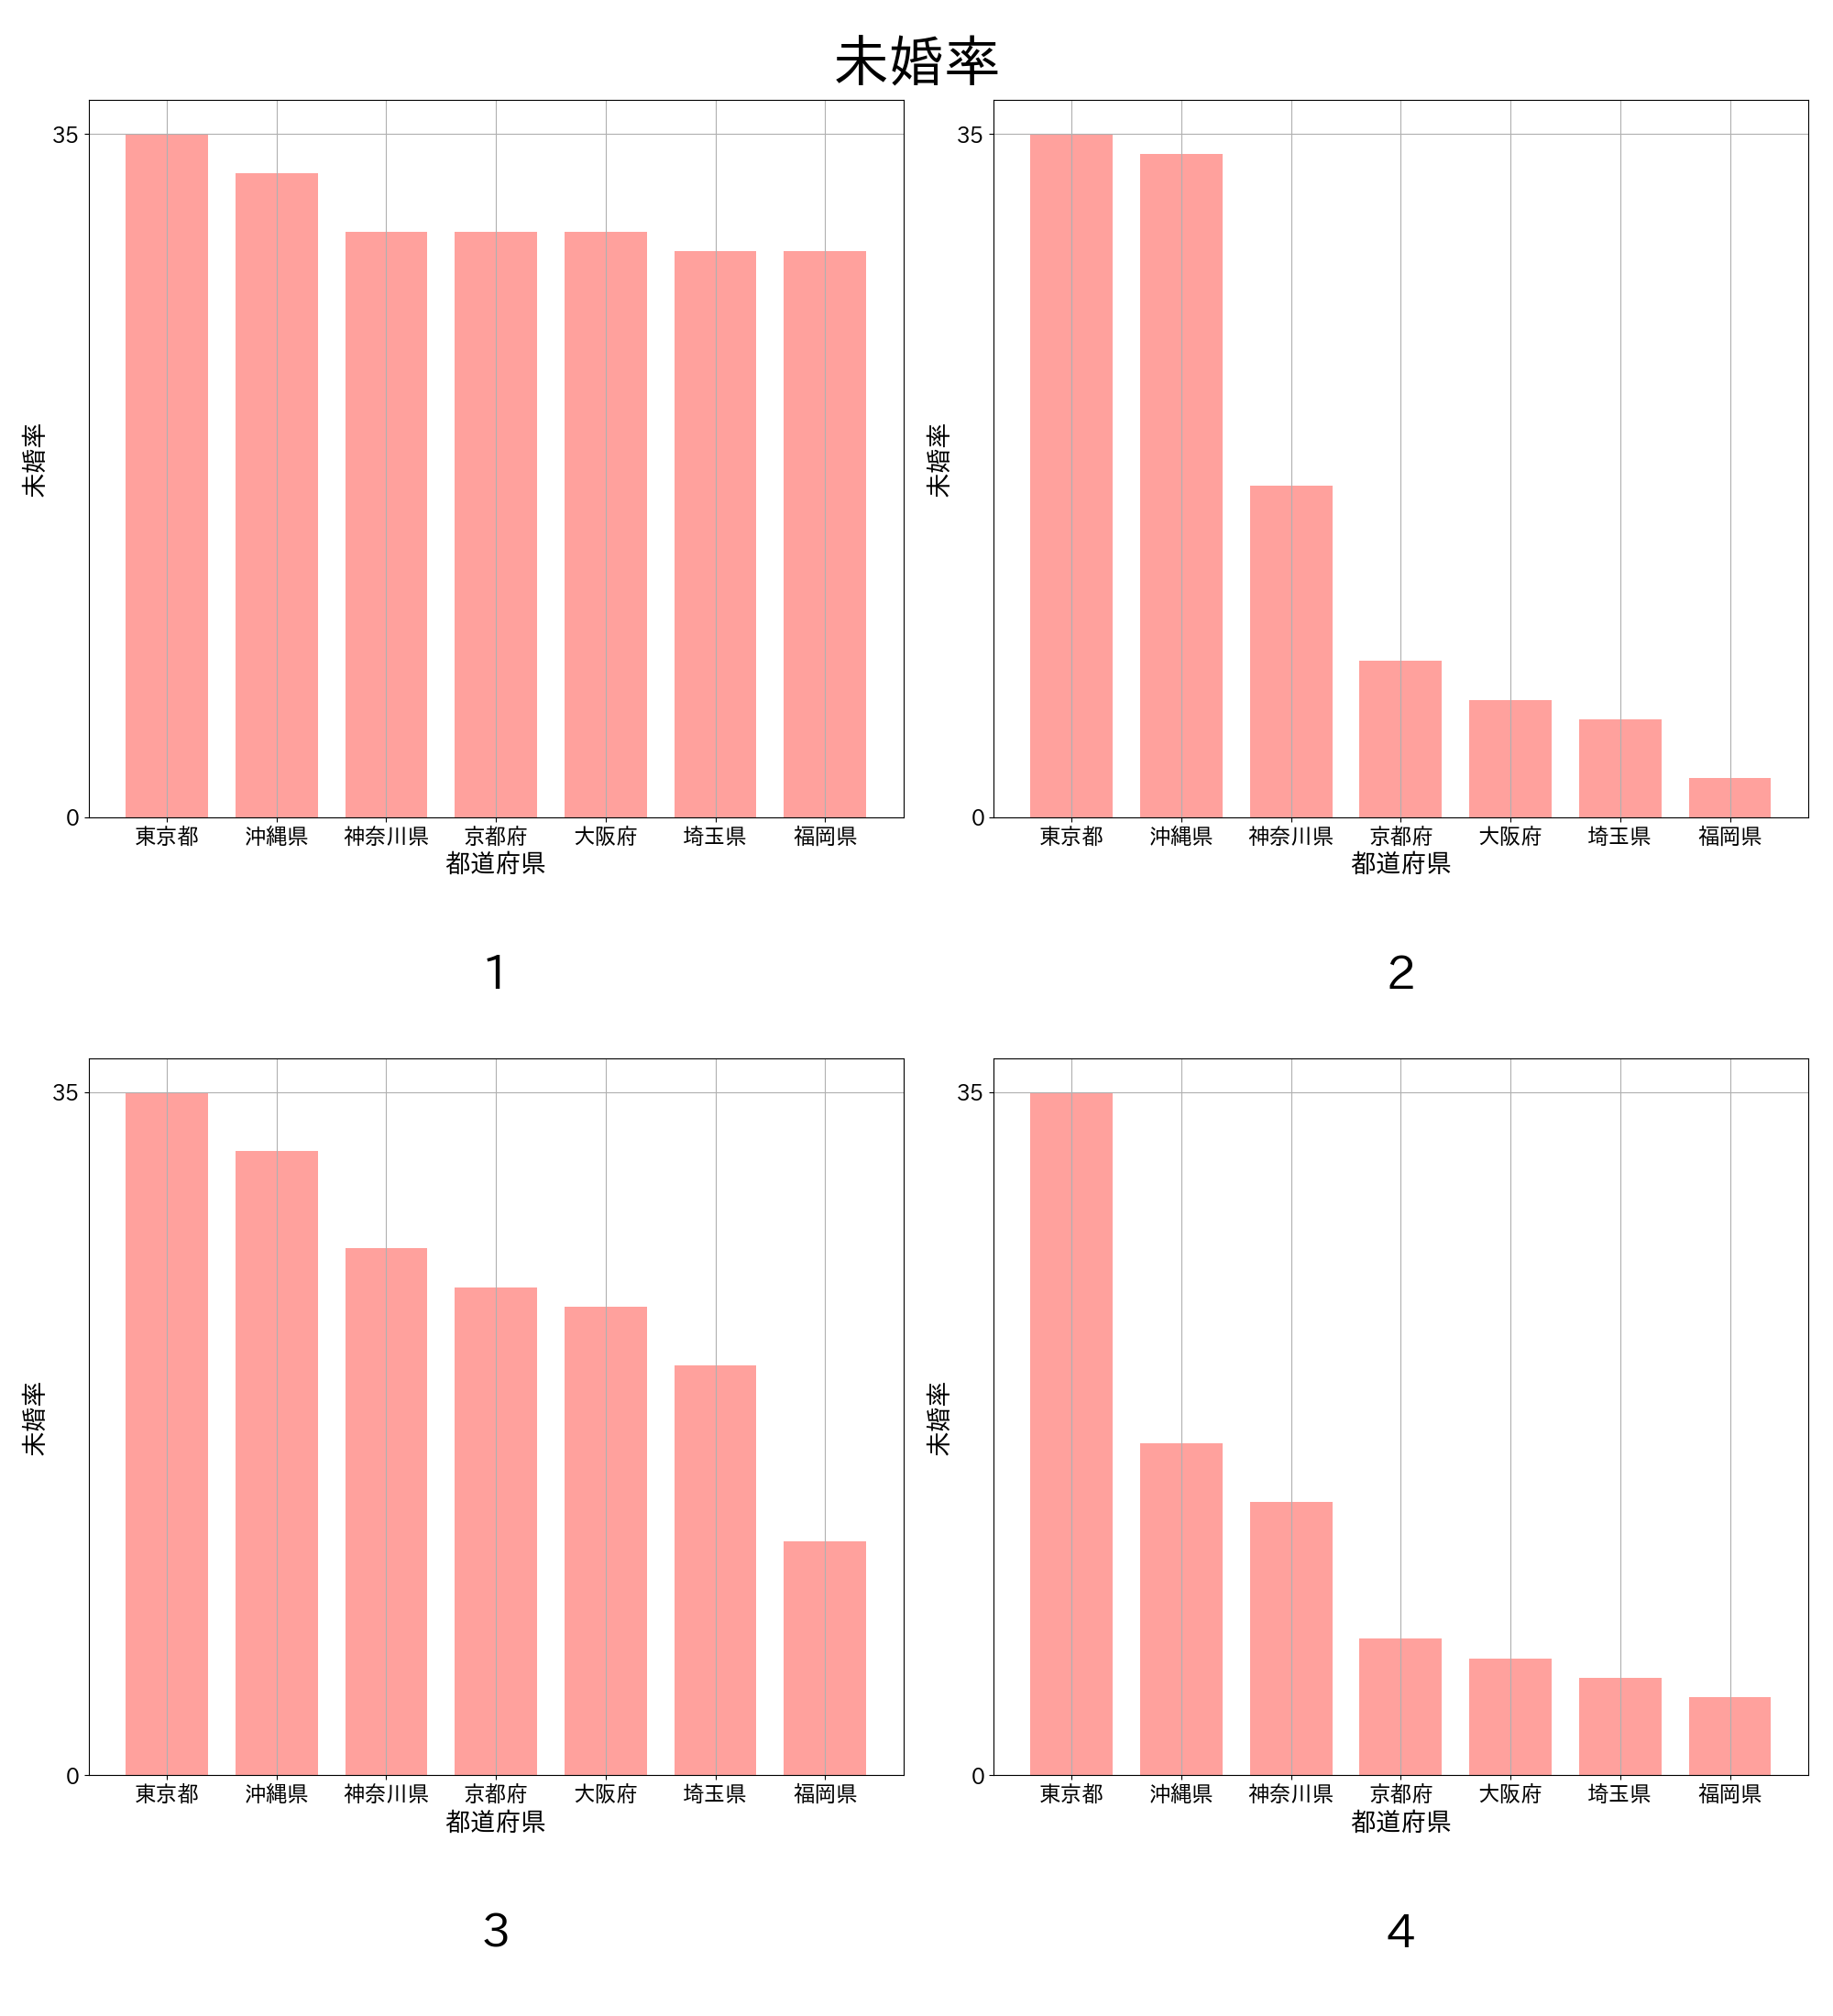 未婚率
35
0
未婚率
東京都 沖縄県 神奈川県 京都府 大阪府 埼玉県 福岡県
都道府県
1
35
0
未婚率
東京都 沖縄県 神奈川県 京都府 大阪府 埼玉県 福岡県
都道府県
2
35
0
未婚率
東京都 沖縄県 神奈川県 京都府 大阪府 埼玉県 福岡県
都道府県
3
35
0
未婚率
東京都 沖縄県 神奈川県 京都府 大阪府 埼玉県 福岡県
都道府県
4